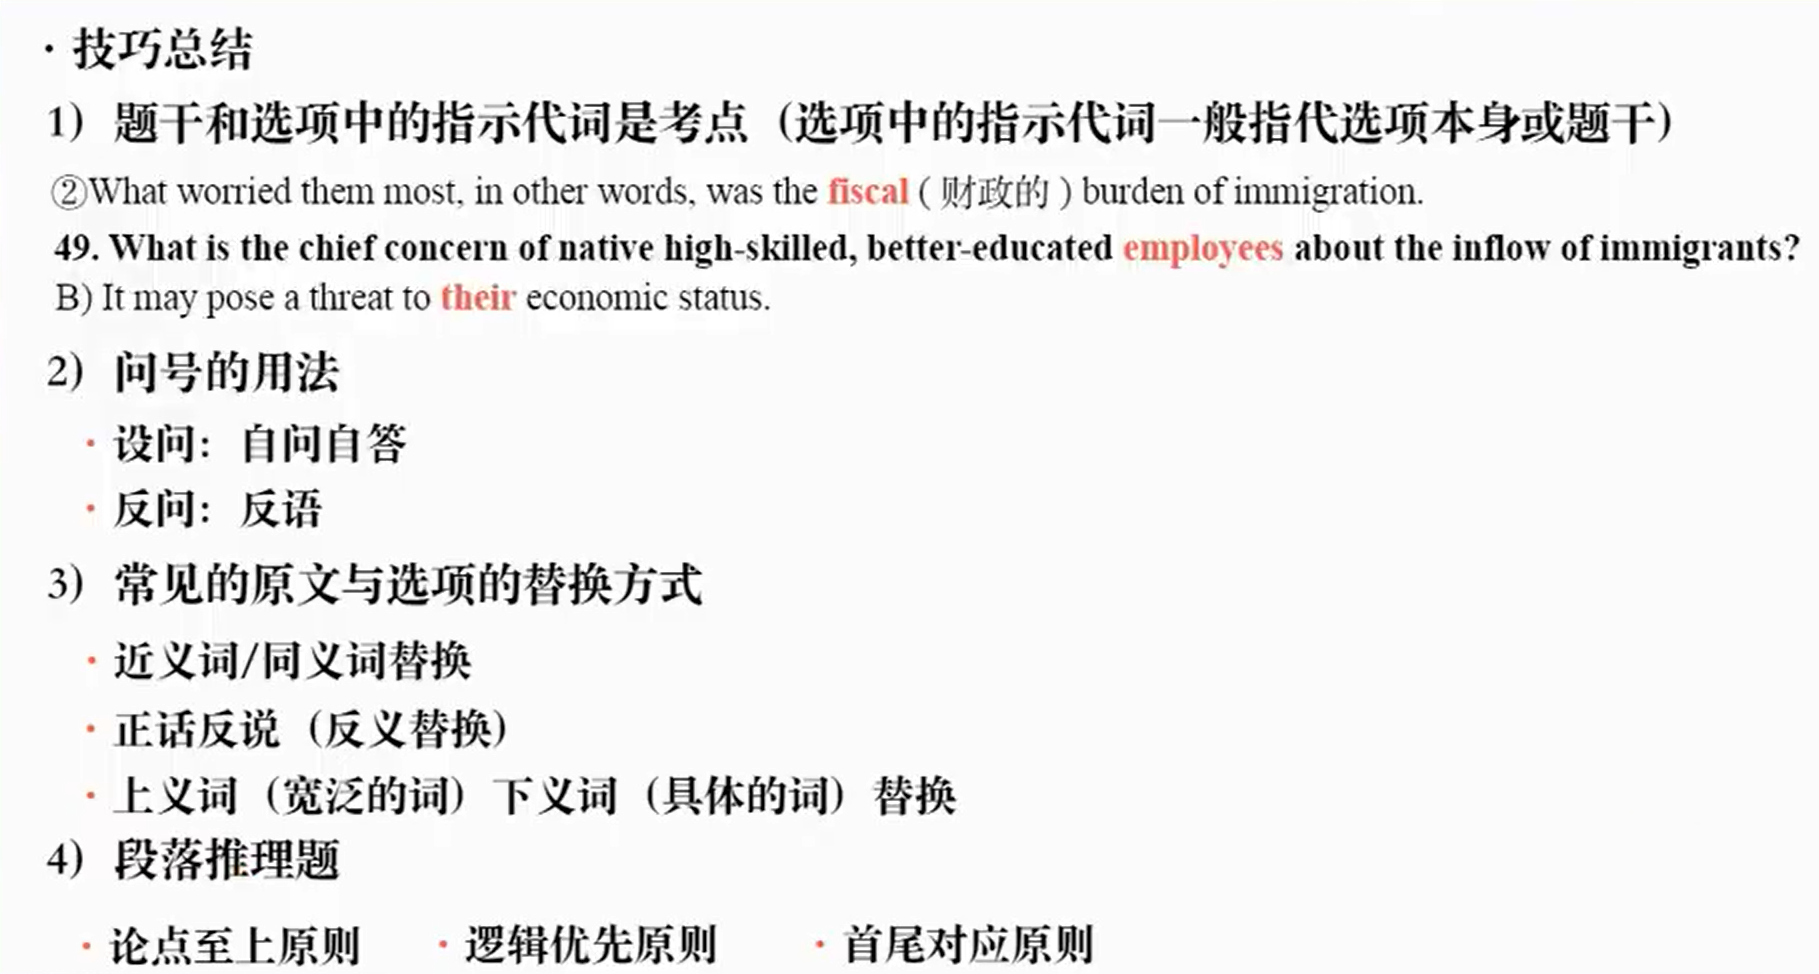 · 技巧总结
1) 题干和选项中的指示代词是考点（选项中的指示代词一般指代选项本身或题干）
②What worried them most, in other words, was the fiscal ( 财政的 ) burden of immigration.
49. What is the chief concern of native high-skilled, better-educated employees about the inflow of immigrants?
B) It may pose a threat to their economic status.
2) 问号的用法
· 设问：自问自答
· 反问：反语
3) 常见的原文与选项的替换方式
· 近义词/同义词替换
· 正话反说（反义替换）
· 上义词（宽泛的词）下义词（具体的词）替换
4) 段落推理题
· 论点至上原则 · 逻辑优先原则 · 首尾对应原则